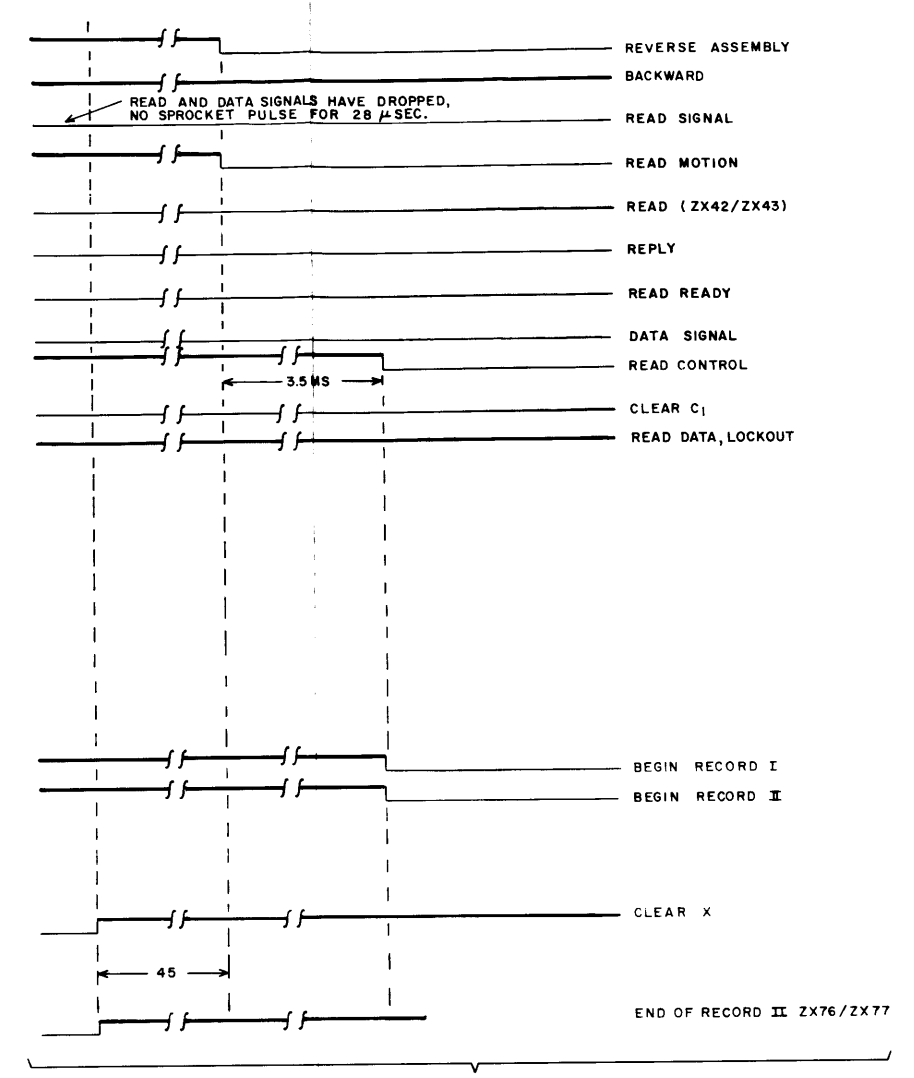 REVERSE ASSEMBLY
BACKWARD
READ AND DATA SIGNALS HAVE DROPPED,
NO SPROCKET PULSE FOR 28 μSEC.
READ SIGNAL
READ MOTION
READ (ZX42/ZX43)
REPLY
READ READY
DATA SIGNAL
READ CONTROL
3.5 MS
CLEAR C1
READ DATA, LOCKOUT
BEGIN RECORD I
BEGIN RECORD II
CLEAR X
45
END OF RECORD II ZX76/ZX77